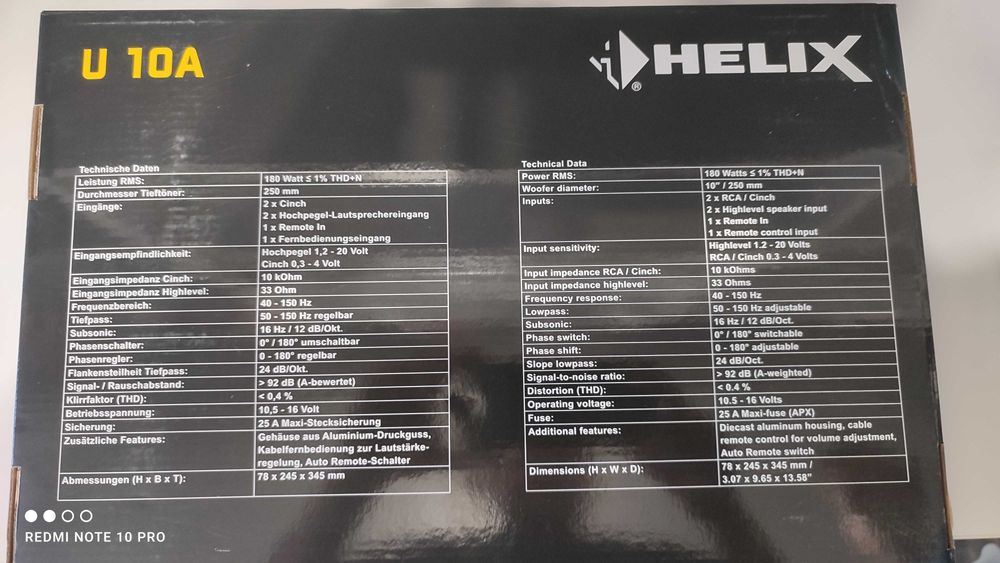 U 10A
HELIX
®
Technische Daten
Leistung RMS: 180 Watt ≤ 1% THD+N
Durchmesser Tieftöner: 250 mm
Eingänge: 2 x Cinch
2 x Hochpegel-Lautsprechereingang
1 x Remote In
1 x Fernbedienungseingang
Eingangsempfindlichkeit: Hochpegel 1,2 - 20 Volt
Cinch 0,3 - 4 Volt
Eingangsimpedanz Cinch: 10 kOhm
Eingangsimpedanz Highlevel: 33 Ohm
Frequenzbereich: 40 - 150 Hz
Tiefpass: 50 - 150 Hz regelbar
Subsonic: 16 Hz / 12 dB/Okt.
Phasenschalter: 0° / 180° umschaltbar
Phasenregler: 0 - 180° regelbar
Flankensteilheit Tiefpass: 24 dB/Okt.
Signal- / Rauschabstand: > 92 dB (A-bewertet)
Klirrfaktor (THD): < 0,4 %
Betriebsspannung: 10,5 - 16 Volt
Sicherung: 25 A Maxi-Stecksicherung
Zusätzliche Features: Gehäuse aus Aluminium-Druckguss,
Kabelfernbedienung zur Lautstärke-
regelung, Auto Remote-Schalter
Abmessungen (H x B x T): 78 x 245 x 345 mm
Technical Data
Power RMS: 180 Watts ≤ 1% THD+N
Woofer diameter: 10" / 250 mm
Inputs: 2 x RCA / Cinch
2 x Highlevel speaker input
1 x Remote In
1 x Remote control input
Input sensitivity: Highlevel 1.2 - 20 Volts
RCA / Cinch 0.3 - 4 Volts
Input impedance RCA / Cinch: 10 kOhms
Input impedance highlevel: 33 Ohms
Frequency response: 40 - 150 Hz
Lowpass: 50 - 150 Hz adjustable
Subsonic: 16 Hz / 12 dB/Oct.
Phase switch: 0° / 180° switchable
Phase shift: 0 - 180° adjustable
Slope lowpass: 24 dB/Oct.
Signal-to-noise ratio: > 92 dB (A-weighted)
Distortion (THD): < 0.4 %
Operating voltage: 10.5 - 16 Volts
Fuse: 25 A Maxi-fuse (APX)
Additional features: Diecast aluminum housing, cable
remote control for volume adjustment,
Auto Remote switch
Dimensions (H x W x D): 78 x 245 x 345 mm /
3.07 x 9.65 x 13.58"
REDMI NOTE 10 PRO